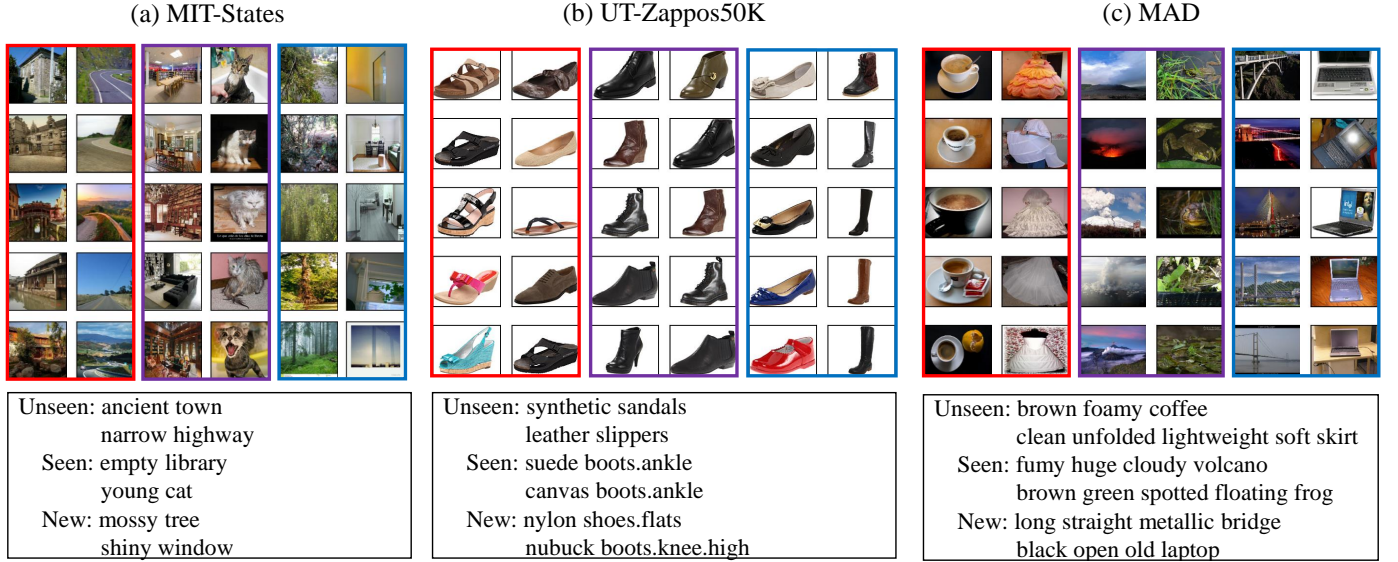 (a) MIT-States
(b) UT-Zappos50K
(c) MAD
Unseen: ancient town
narrow highway
Seen: empty library
young cat
New: mossy tree
shiny window
Unseen: synthetic sandals
leather slippers
Seen: suede boots.ankle
canvas boots.ankle
New: nylon shoes.flats
nubuck boots.knee.high
Unseen: brown foamy coffee
clean unfolded lightweight soft skirt
Seen: fumy huge cloudy volcano
brown green spotted floating frog
New: long straight metallic bridge
black open old laptop